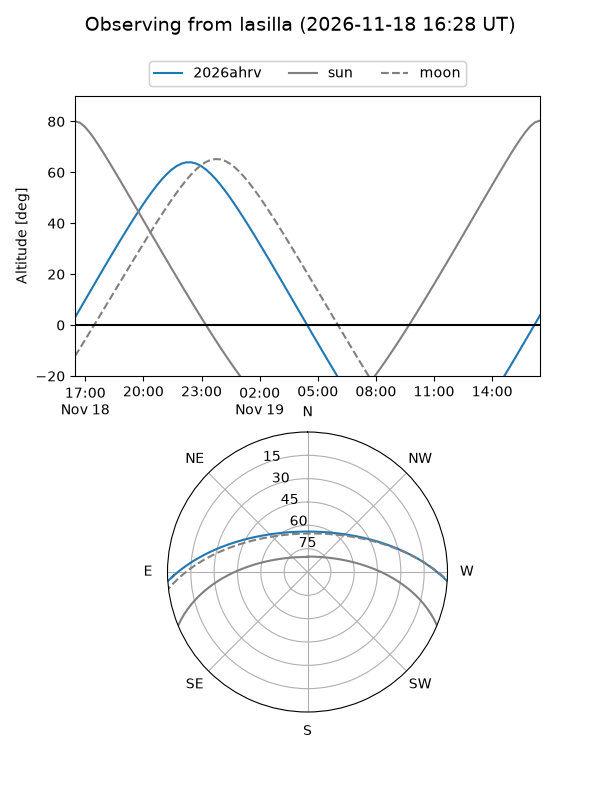 Observing from lasilla (2026-11-18 16:28 UT)
2026ahrv sun moon
Altitude [deg]
80
60
40
20
0
−20
17:00 20:00 23:00 02:00 05:00 08:00 11:00 14:00
Nov 18 Nov 19
N
NE NW
15
30
45
60
75
E W
SE SW
S